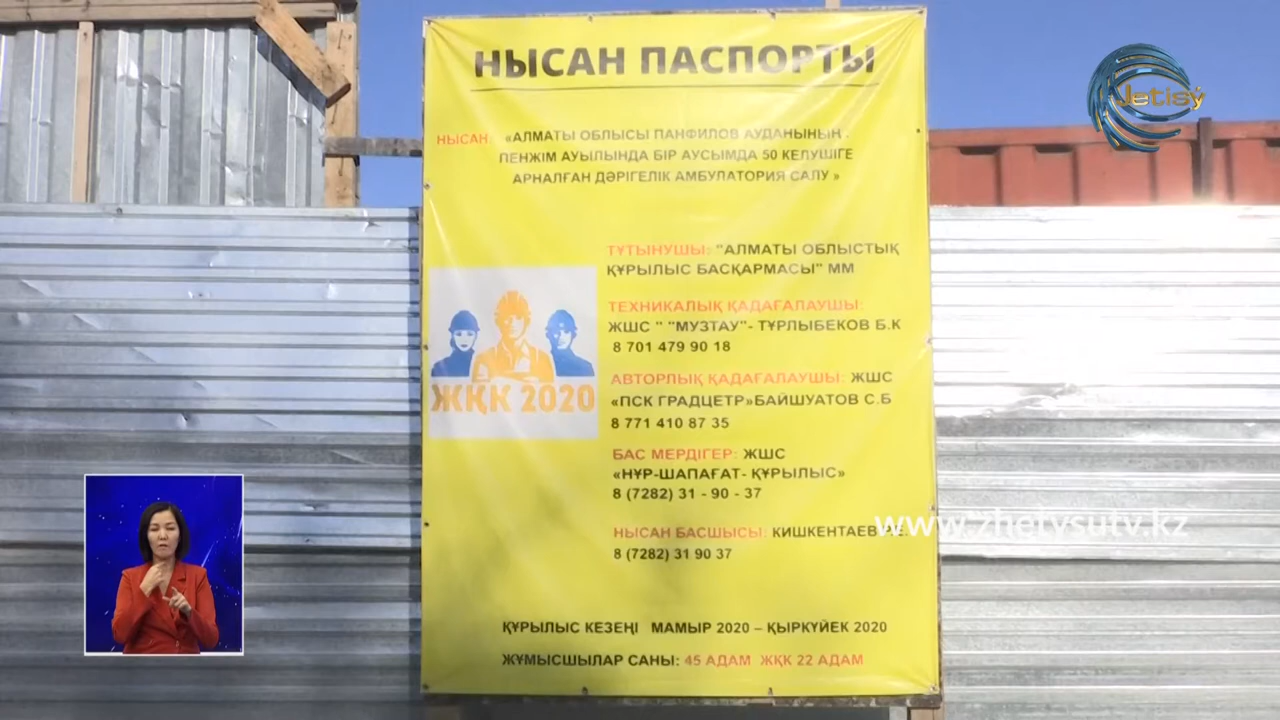 НЫСАН ПАСПОРТЫ
Jetisý
НЫСАН «АЛМАТЫ ОБЛЫСЫ ПАНФИЛОВ АУДАНЫНЫҢ .
ПЕНЖІМ АУЫЛЫНДА БІР АУСЫМДА 50 КЕЛУШІГЕ
АРНАЛҒАН ДӘРІГЕЛІК АМБУЛАТОРИЯ САЛУ »
ТҰТЫНУШЫ: "АЛМАТЫ ОБЛЫСТЫҚ
ҚҰРЫЛЫС БАСҚАРМАСЫ" ММ
ТЕХНИКАЛЫҚ ҚАДАҒАЛАУШЫ:
ЖШС " "МУЗТАУ"- ТҰРЛЫБЕКОВ Б.К
8 701 479 90 18
АВТОРЛЫҚ ҚАДАҒАЛАУШЫ: ЖШС
«ПСК ГРАДЦЕТР»БАЙШУАТОВ С.Б
8 771 410 87 35
ЖҚК 2020
БАС МЕРДІГЕР: ЖШС
«НҰР-ШАПАҒАТ- ҚҰРЫЛЫС»
8 (7282) 31 - 90 - 37
НЫСАН БАСШЫСЫ: КИШКЕНТАЕВ Р.Е.
www.zhetysutv.kz
8 (7282) 31 90 37
ҚҰРЫЛЫС КЕЗЕҢІ МАМЫР 2020 – ҚЫРКҮЙЕК 2020
ЖҰМЫСШЫЛАР САНЫ: 45 АДАМ ЖҚК 22 АДАМ